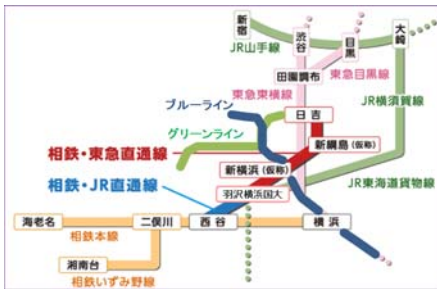 新宿
渋谷
目黒
大崎
JR山手線
田園調布
東急目黒線
東急東横線
ブルーライン
日吉
JR横須賀線
グリーンライン
相鉄・東急直通線
新綱島(仮称)
新横浜(仮称)
相鉄・JR直通線
羽沢横浜国大
JR東海道貨物線
海老名
二俣川
西谷
横浜
相鉄本線
湘南台
相鉄いずみ野線